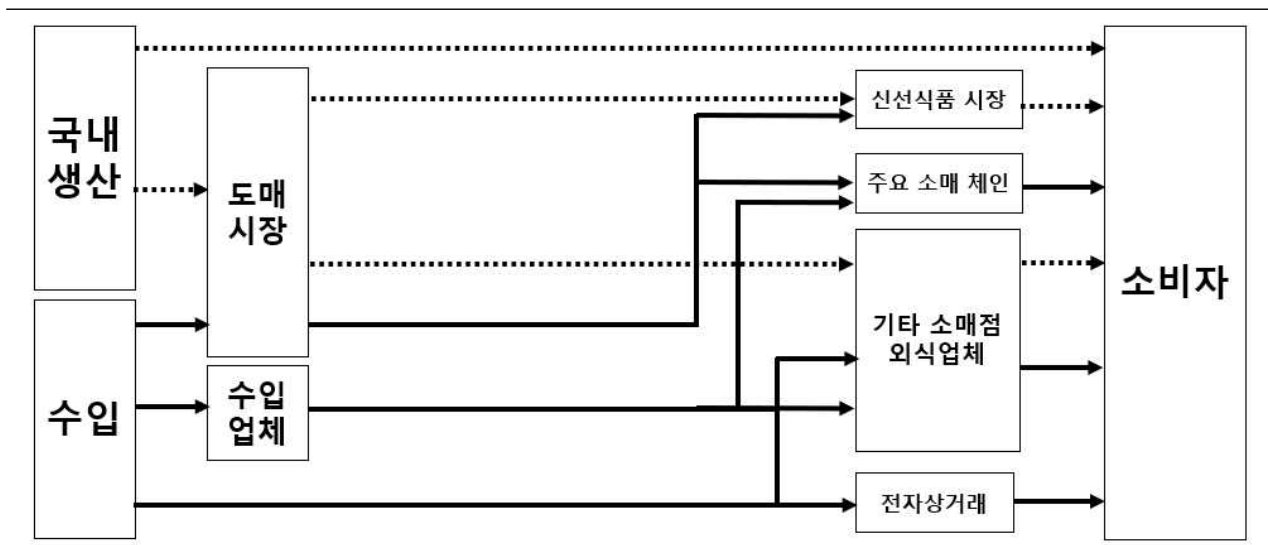 국내
생산
수입
도매
시장
수입
업체
신선식품 시장
주요 소매 체인
기타 소매점
외식업체
전자상거래
소비자